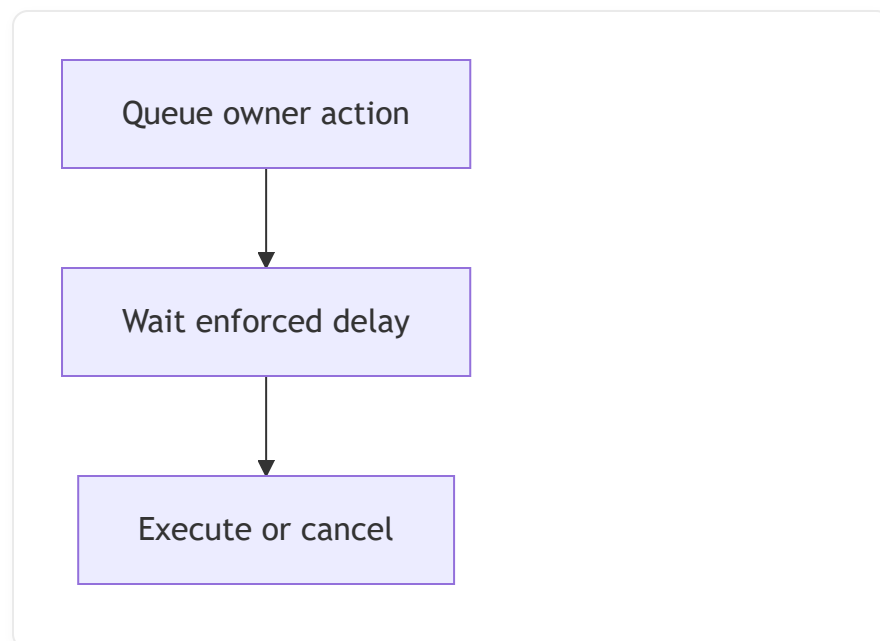 Queue owner action
Wait enforced delay
Execute or cancel